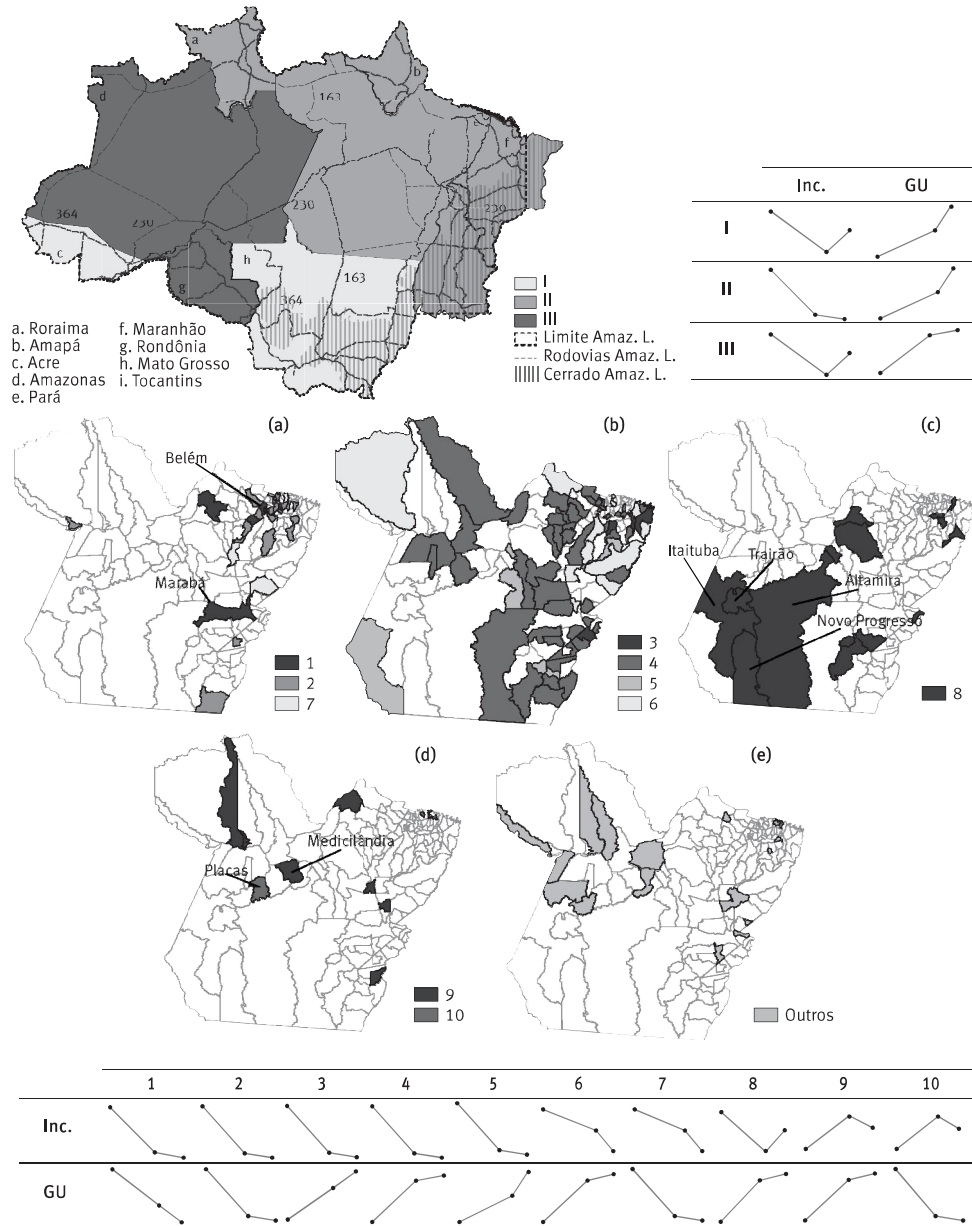 a
b
163
d
e
f
364
230
230
230
c
h
163
i
g
364
I
II
III
Limite Amaz. L.
Rodovias Amaz. L.
Cerrado Amaz. L.
a. Roraima
b. Amapá
c. Acre
d. Amazonas
e. Pará
f. Maranhão
g. Rondônia
h. Mato Grosso
i. Tocantins
Inc. GU
I
II
III
(a)
Belém
Marabá
1
2
7
(b)
3
4
5
6
(c)
Itaituba
Trairão
Altamira
Novo Progresso
8
(d)
Medicilândia
Placas
9
10
(e)
Outros
1 2 3 4 5 6 7 8 9 10
Inc.
GU